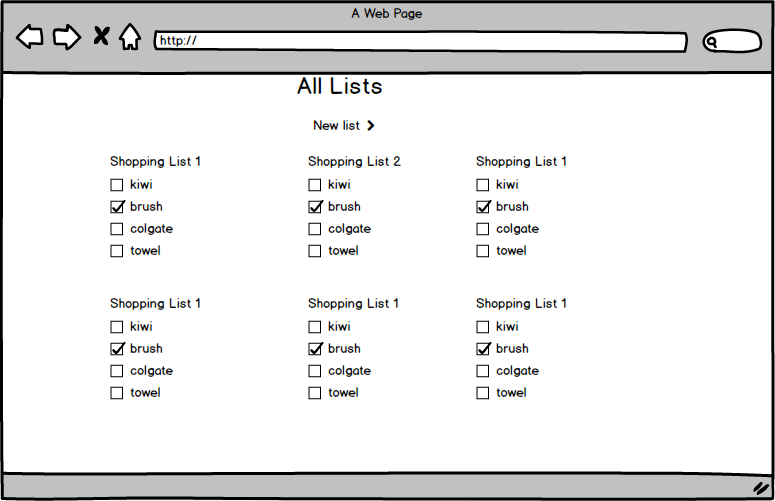 A Web Page
http://
All Lists
New list
Shopping List 1
kiwi
brush
colgate
towel
Shopping List 2
kiwi
brush
colgate
towel
Shopping List 1
kiwi
brush
colgate
towel
Shopping List 1
kiwi
brush
colgate
towel
Shopping List 1
kiwi
brush
colgate
towel
Shopping List 1
kiwi
brush
colgate
towel